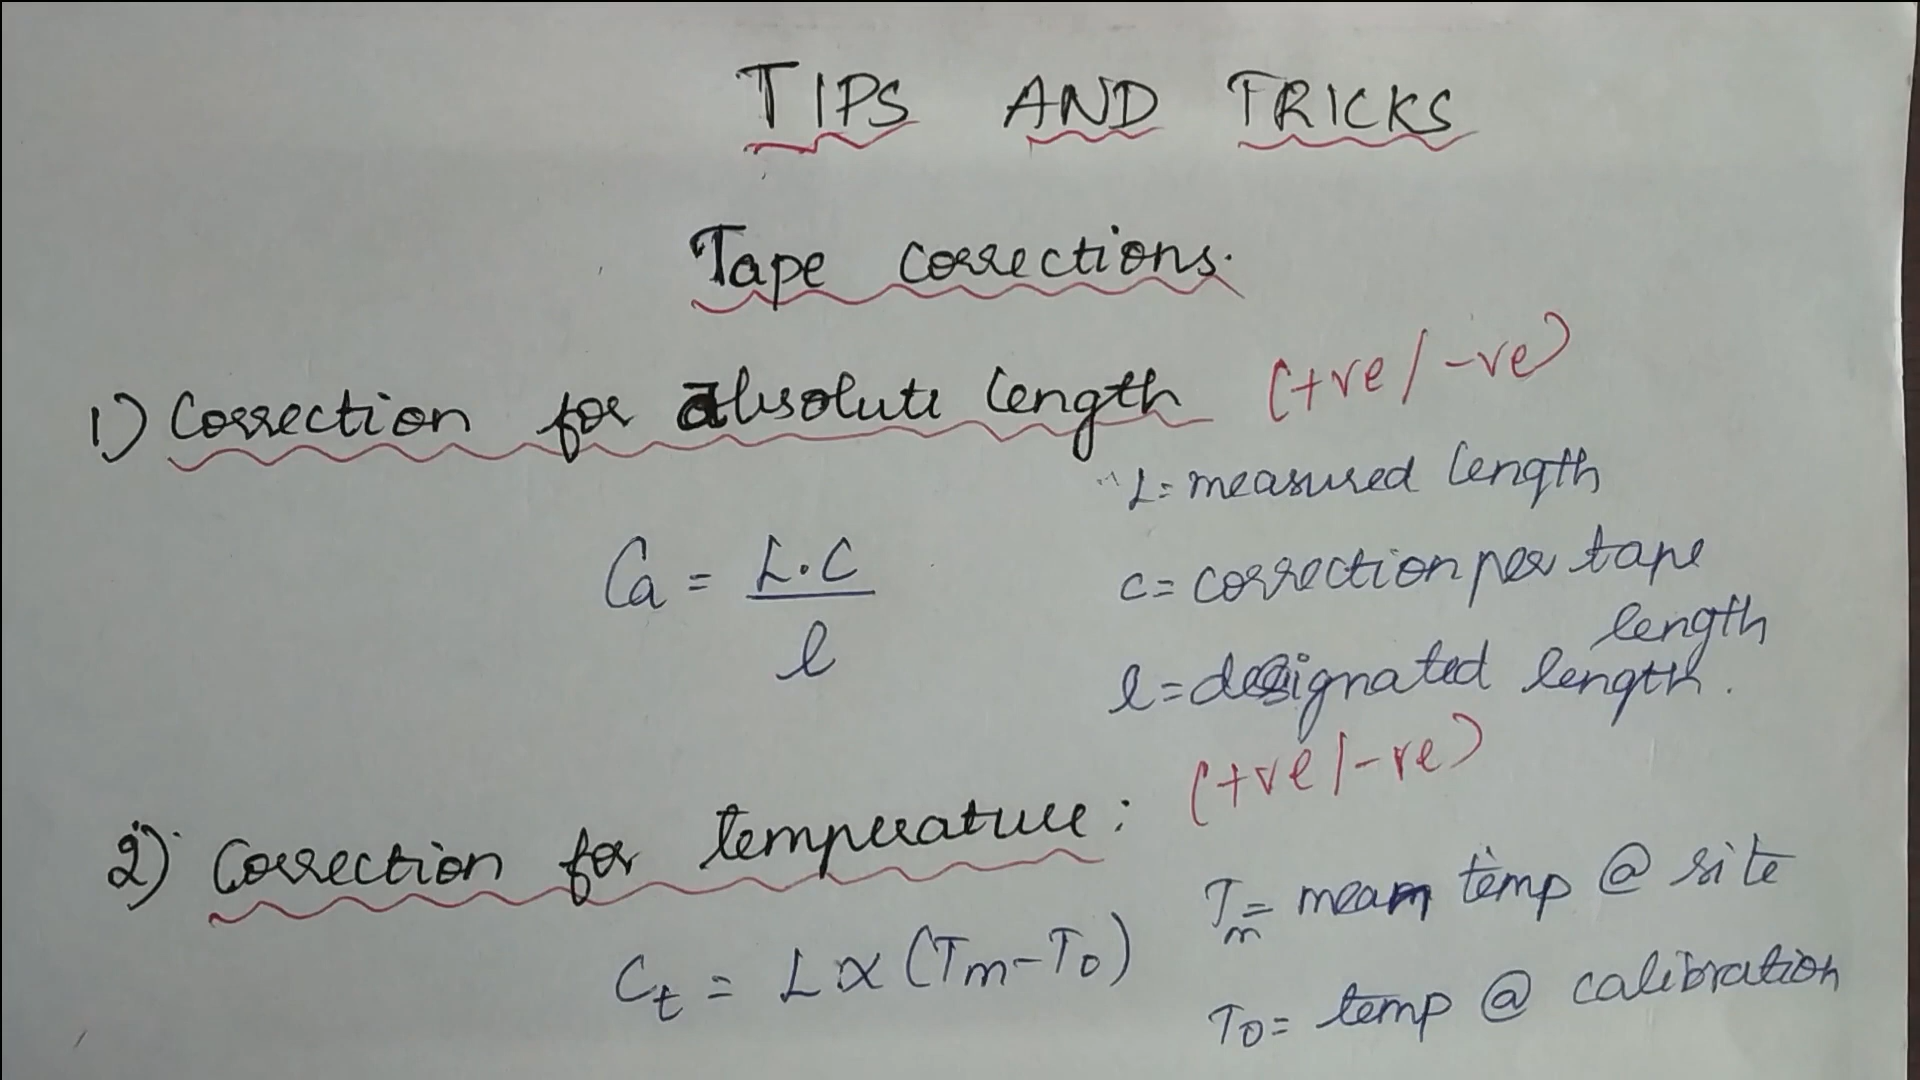 TIPS AND TRICKS
Tape corrections.
1) Correction for absolute length (+ve/-ve)
L= measured length
Ca = L.C / l
c= correction per tape
length
l= designated length.
2) Correction for temperature: (+ve/-ve)
Tm= mean temp @ site
Ct = Lα (Tm-To)
To= temp @ calibration